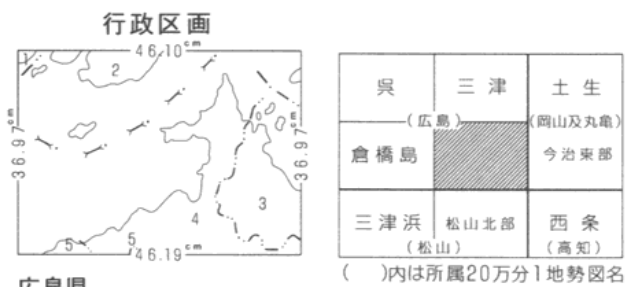 行政区画
46.10cm
1
2
36.97cm
36.97cm
3
4
5
5
46.19cm
広島県
呉
三津
土生
(広島)
(岡山及丸亀)
倉橋島
今治東部
三津浜
松山北部
西条
(松山)
(高知)
( )内は所属20万分1地勢図名